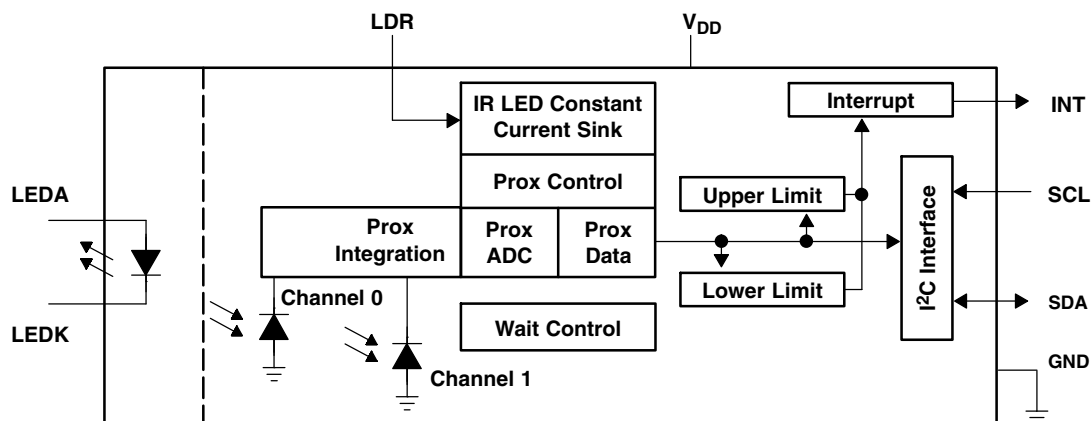 LDR
V_DD
IR LED Constant
Current Sink
Interrupt
INT
LEDA
Prox Control
Upper Limit
I²C Interface
SCL
Prox
Integration
Prox
ADC
Prox
Data
Lower Limit
SDA
LEDK
Channel 0
Wait Control
GND
Channel 1